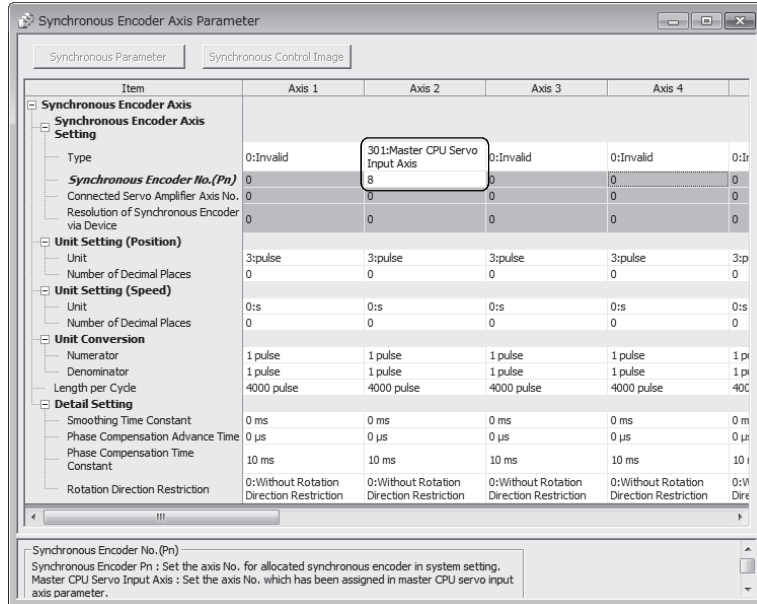 Synchronous Encoder Axis Parameter
Synchronous Parameter Synchronous Control Image
Item Axis 1 Axis 2 Axis 3 Axis 4
Synchronous Encoder Axis
Synchronous Encoder Axis
Setting
Type 0:Invalid 301:Master CPU Servo Input Axis 0:Invalid 0:Invalid 0:I
Synchronous Encoder No.(Pn) 0 8 0 0 0
Connected Servo Amplifier Axis No. 0 0 0 0 0
Resolution of Synchronous Encoder
via Device 0 0 0 0 0
Unit Setting (Position)
Unit 3:pulse 3:pulse 3:pulse 3:pulse 3:p
Number of Decimal Places 0 0 0 0 0
Unit Setting (Speed)
Unit 0:s 0:s 0:s 0:s 0:s
Number of Decimal Places 0 0 0 0 0
Unit Conversion
Numerator 1 pulse 1 pulse 1 pulse 1 pulse 1 p
Denominator 1 pulse 1 pulse 1 pulse 1 pulse 1 p
Length per Cycle 4000 pulse 4000 pulse 4000 pulse 4000 pulse 400
Detail Setting
Smoothing Time Constant 0 ms 0 ms 0 ms 0 ms 0 m
Phase Compensation Advance Time 0 µs 0 µs 0 µs 0 µs 0 µ
Phase Compensation Time
Constant 10 ms 10 ms 10 ms 10 ms 10
Rotation Direction Restriction 0:Without Rotation Direction Restriction 0:Without Rotation Direction Restriction 0:Without Rotation Direction Restriction 0:Without Rotation Direction Restriction 0:W Dire
Synchronous Encoder No.(Pn)
Synchronous Encoder Pn : Set the axis No. for allocated synchronous encoder in system setting.
Master CPU Servo Input Axis : Set the axis No. which has been assigned in master CPU servo input
axis parameter.